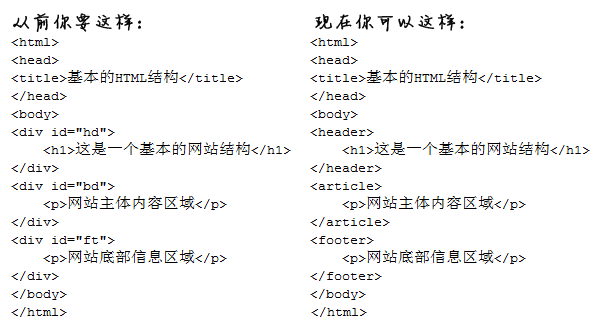 从前你要这样:
<html>
<head>
<title>基本的HTML结构</title>
</head>
<body>
<div id="hd">
    <h1>这是一个基本的网站结构</h1>
</div>
<div id="bd">
    <p>网站主体内容区域</p>
</div>
<div id="ft">
    <p>网站底部信息区域</p>
</div>
</body>
</html>
现在你可以这样:
<html>
<head>
<title>基本的HTML结构</title>
</head>
<body>
<header>
    <h1>这是一个基本的网站结构</h1>
</header>
<article>
    <p>网站主体内容区域</p>
</article>
<footer>
    <p>网站底部信息区域</p>
</footer>
</body>
</html>